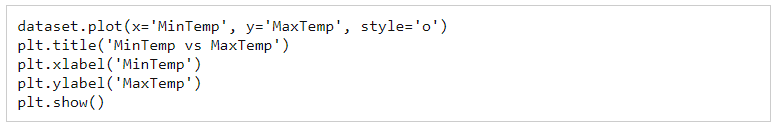 dataset.plot(x='MinTemp', y='MaxTemp', style='o')
plt.title('MinTemp vs MaxTemp')
plt.xlabel('MinTemp')
plt.ylabel('MaxTemp')
plt.show()